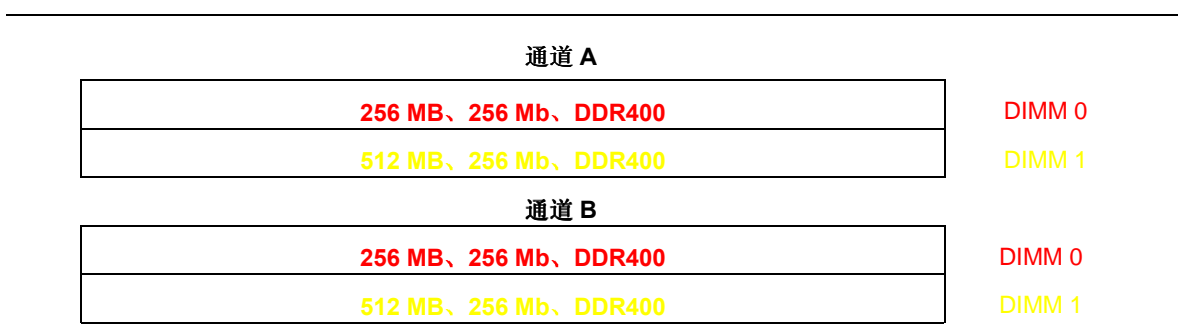 通道 A
256 MB、256 Mb、DDR400 DIMM 0
512 MB、256 Mb、DDR400 DIMM 1
通道 B
256 MB、256 Mb、DDR400 DIMM 0
512 MB、256 Mb、DDR400 DIMM 1